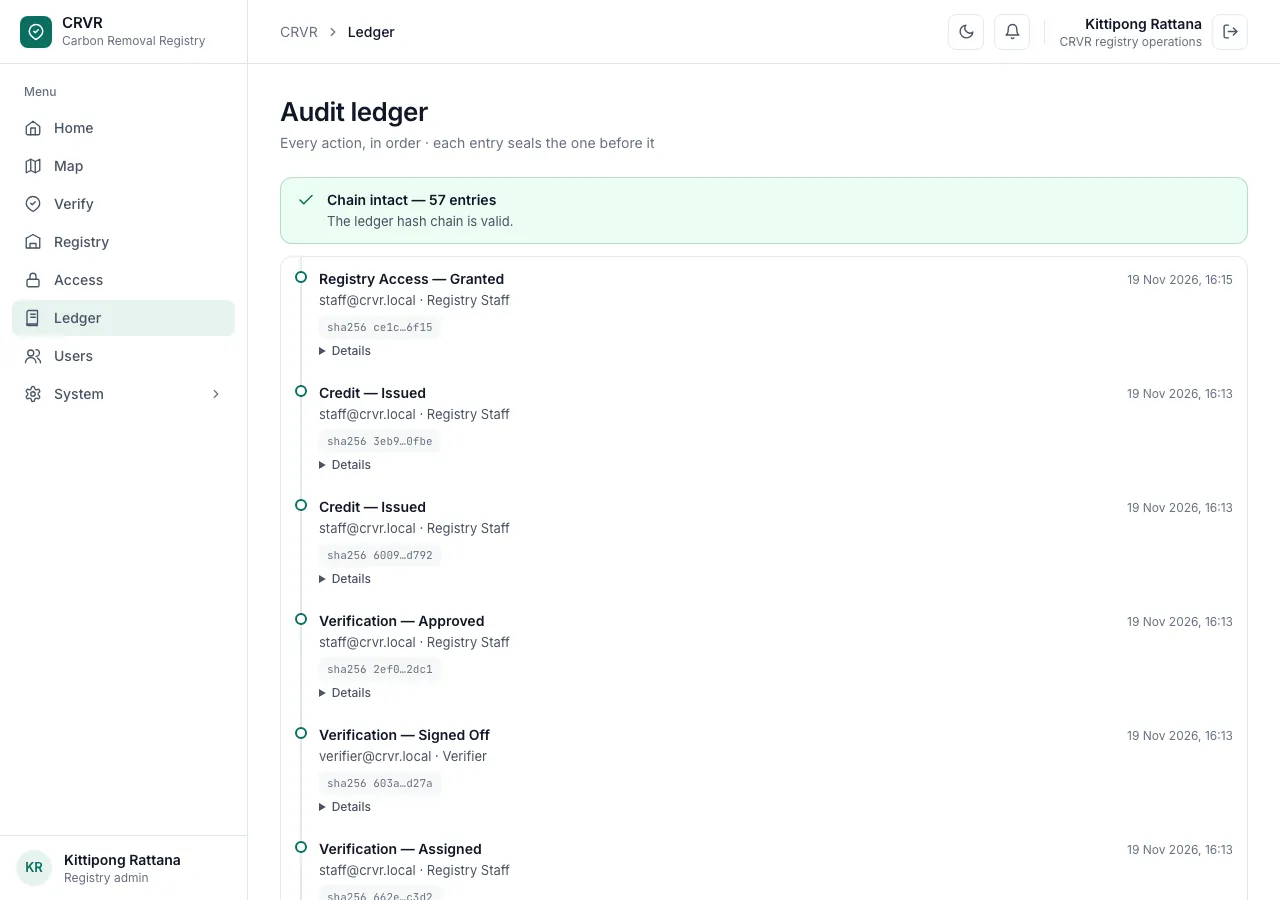 CRVR
Carbon Removal Registry
CRVR > Ledger
Kittipong Rattana
CRVR registry operations
Menu
Home
Map
Verify
Registry
Access
Ledger
Users
System
Audit ledger
Every action, in order · each entry seals the one before it
Chain intact — 57 entries
The ledger hash chain is valid.
Registry Access — Granted
19 Nov 2026, 16:15
staff@crvr.local · Registry Staff
sha256 ce1c…6f15
Details
Credit — Issued
19 Nov 2026, 16:13
staff@crvr.local · Registry Staff
sha256 3eb9…0fbe
Details
Credit — Issued
19 Nov 2026, 16:13
staff@crvr.local · Registry Staff
sha256 6009…d792
Details
Verification — Approved
19 Nov 2026, 16:13
staff@crvr.local · Registry Staff
sha256 2ef0…2dc1
Details
Verification — Signed Off
19 Nov 2026, 16:13
verifier@crvr.local · Verifier
sha256 603a…d27a
Details
Verification — Assigned
19 Nov 2026, 16:13
staff@crvr.local · Registry Staff
sha256 662e…c3d2
KR
Kittipong Rattana
Registry admin